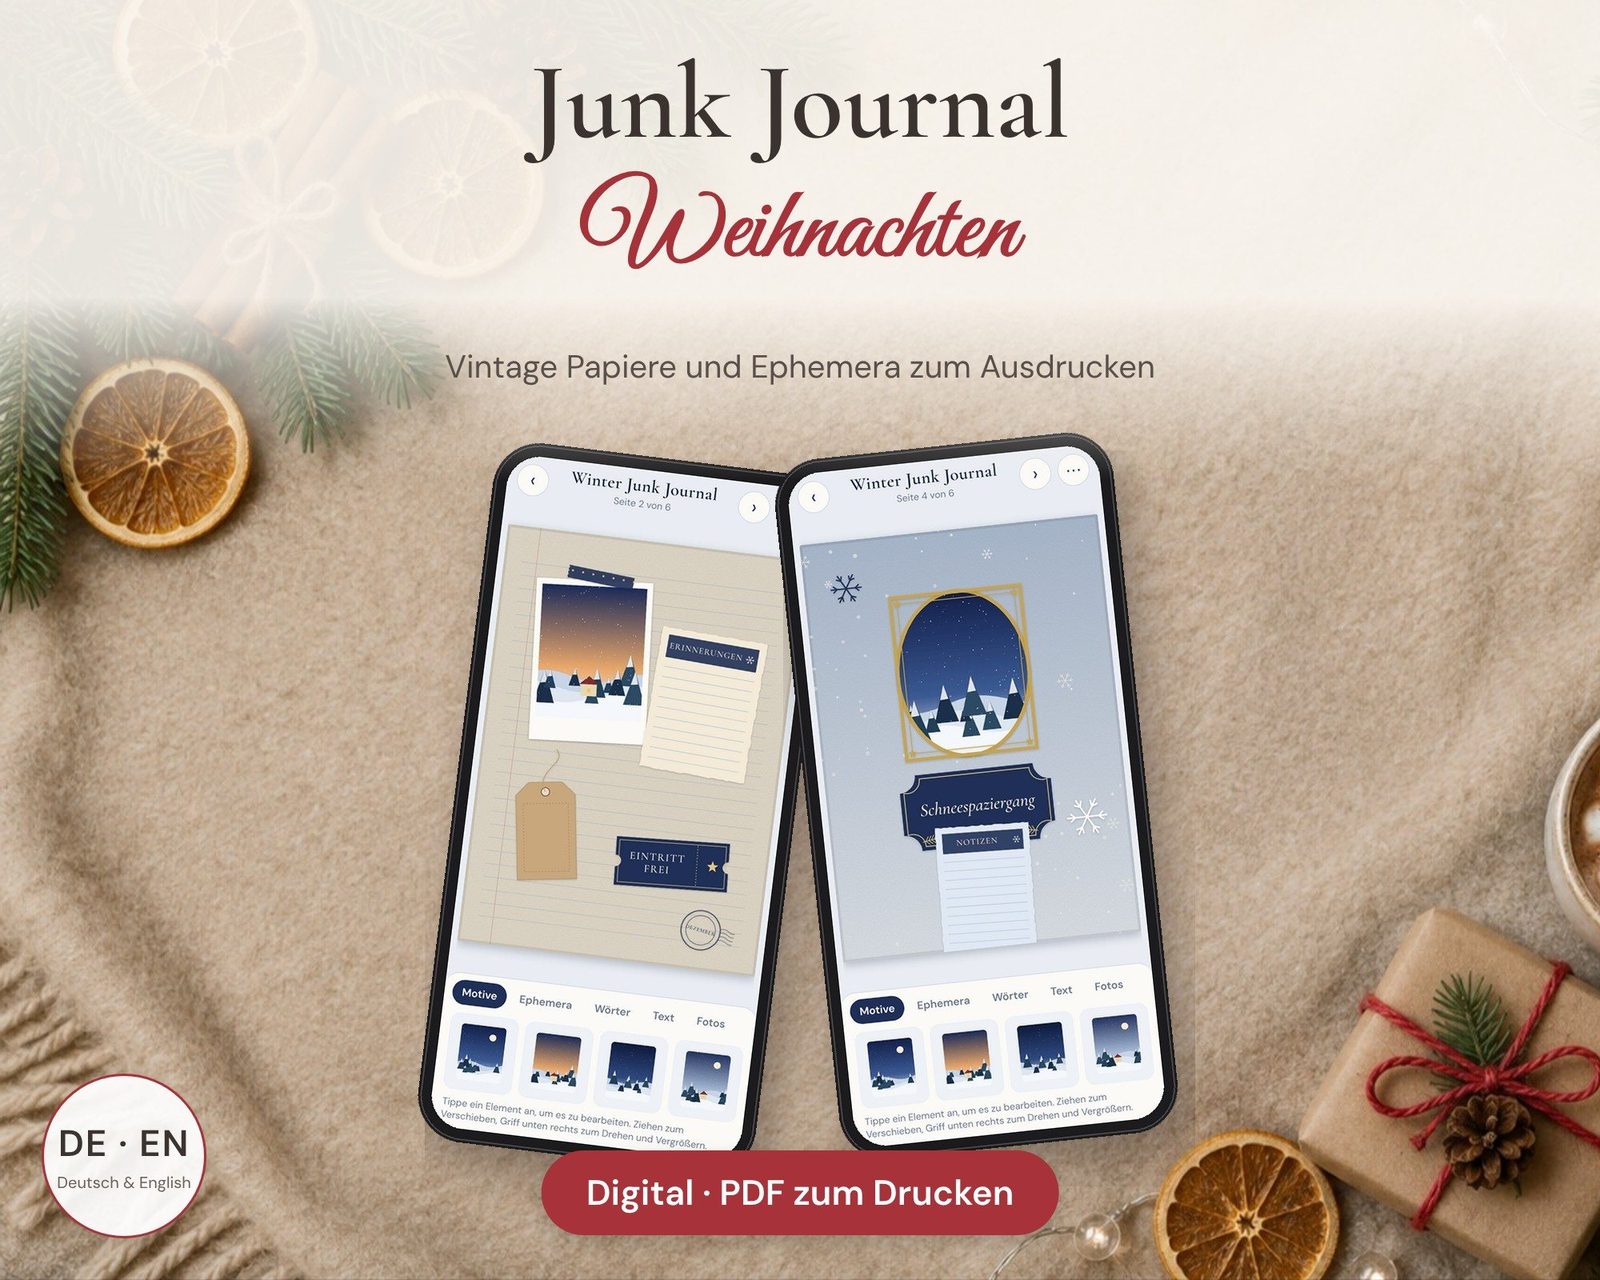 Junk Journal
Weihnachten
Vintage Papiere und Ephemera zum Ausdrucken
Winter Junk Journal
Seite 2 von 6
ERINNERUNGEN
EINTRITT
FREI
DEZEMBER
Motive Ephemera Wörter Text Fotos
Tippe ein Element an, um es zu bearbeiten. Ziehen zum
Verschieben, Griff unten rechts zum Drehen und Vergrößern.
Winter Junk Journal
Seite 4 von 6
Schneespaziergang
NOTIZEN
Motive Ephemera Wörter Text Fotos
Tippe ein Element an, um es zu bearbeiten. Ziehen zum
Verschieben, Griff unten rechts zum Drehen und Vergrößern.
DE · EN
Deutsch & English
Digital · PDF zum Drucken